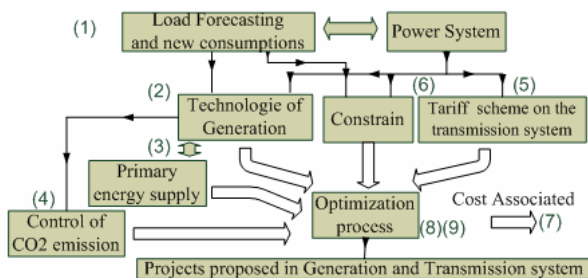 (1)
Load Forecasting
and new consumptions
Power System
(2)
Technologie of
Generation
(6)
Constrain
(5)
Tariff scheme on the
transmission system
(3)
Primary
energy supply
(4)
Control of
CO2 emission
Optimization
process
(8)(9)
Cost Associated
(7)
Projects proposed in Generation and Transmission system